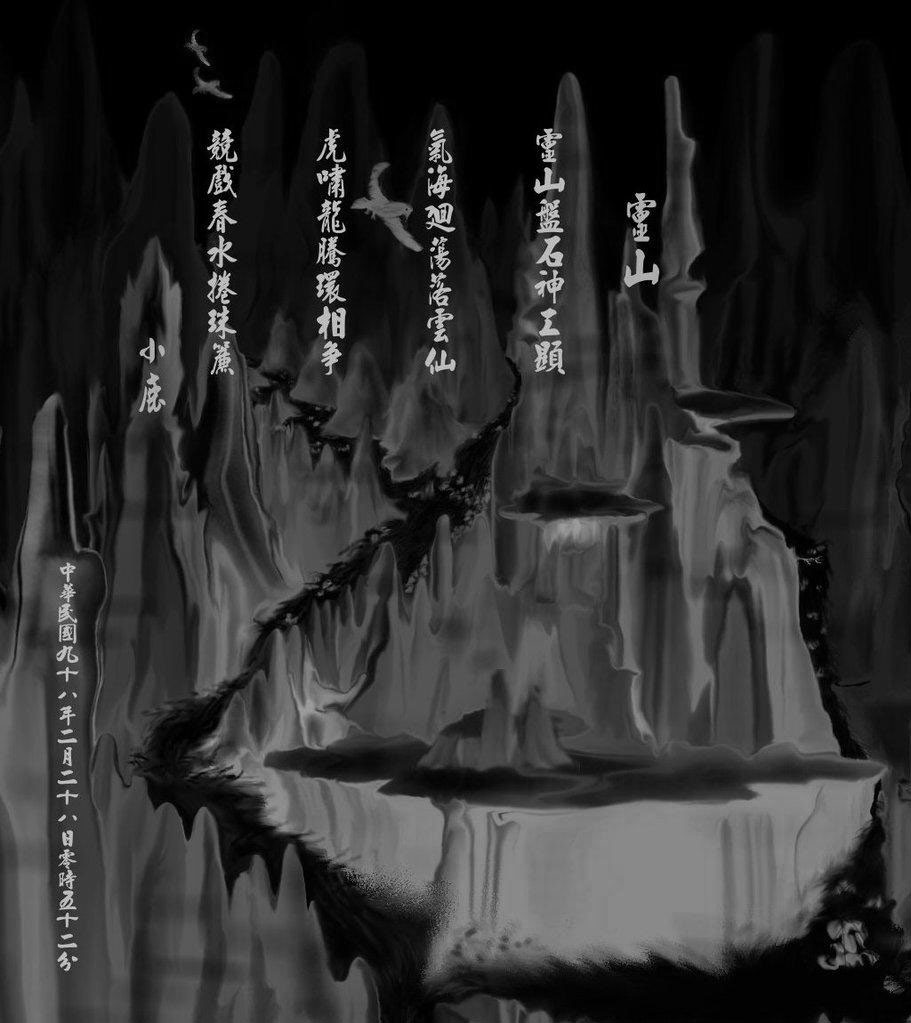 靈山
靈山盤石神工顯
氣海廻蕩落雲仙
虎嘯龍騰環相爭
競戲春水捲珠簾
小鹿
中華民國九十八年二月二十八日零時五十二分